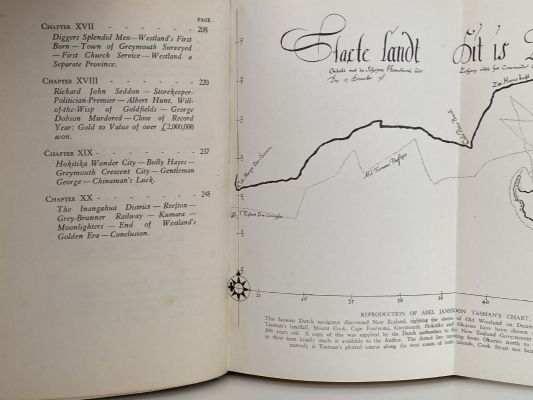 PAGE
CHAPTER XVII - - - - - - - 208
Diggers Splendid Men—Westland's First
Born—Town of Greymouth Surveyed
—First Church Service—Westland a
Separate Province.
CHAPTER XVIII - - - - - - 220
Richard John Seddon—Storekeeper-
Politician-Premier—Albert Hunt, Will-
of-the-Wisp of Goldfields—George
Dobson Murdered—Close of Record
Year: Gold to Value of over £2,000,000
won.
CHAPTER XIX - - - - - - 237
Hokitika Wonder City—Bully Hayes—
Greymouth Crescent City—Gentleman
George—Chinaman's Luck.
CHAPTER XX - - - - - - 248
The Inangahua District—Reefton—
Grey-Brunner Railway—Kumara—
Moonlighters—End of Westland's
Golden Era—Conclusion.
Staete landt
Dit is
REPRODUCTION OF ABEL JANSZOON TASMAN'S CHART.
This famous Dutch navigator discovered New Zealand, sighting the shores of Old Westland on
Tasman's landfall, Mount Cook, Cape Foulwind, Greymouth Hokitika and Okarito have been shown
300 years old. A copy of this was supplied by the Dutch authorities to the New Zealand Government
in their turn kindly made it available to the Author. The dotted line running from Okarito north to
is Tasman's plotted course along the west coasts of both Islands, Cook Strait not